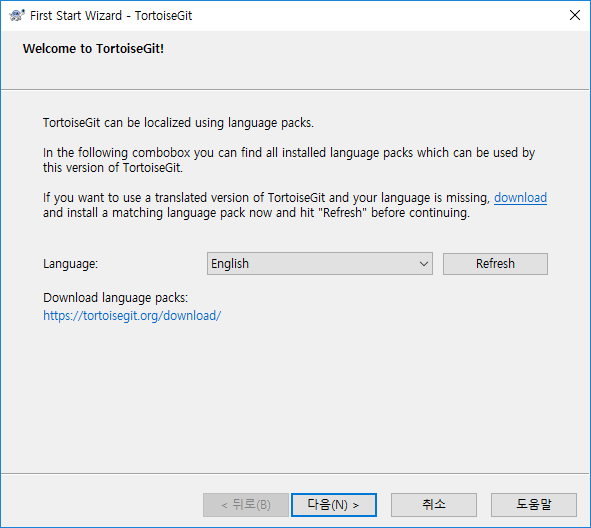 First Start Wizard - TortoiseGit
Welcome to TortoiseGit!
TortoiseGit can be localized using language packs.
In the following combobox you can find all installed language packs which can be used by
this version of TortoiseGit.
If you want to use a translated version of TortoiseGit and your language is missing, download
and install a matching language pack now and hit "Refresh" before continuing.
Language: English Refresh
Download language packs:
https://tortoisegit.org/download/
< 뒤로(B) 다음(N) > 취소 도움말